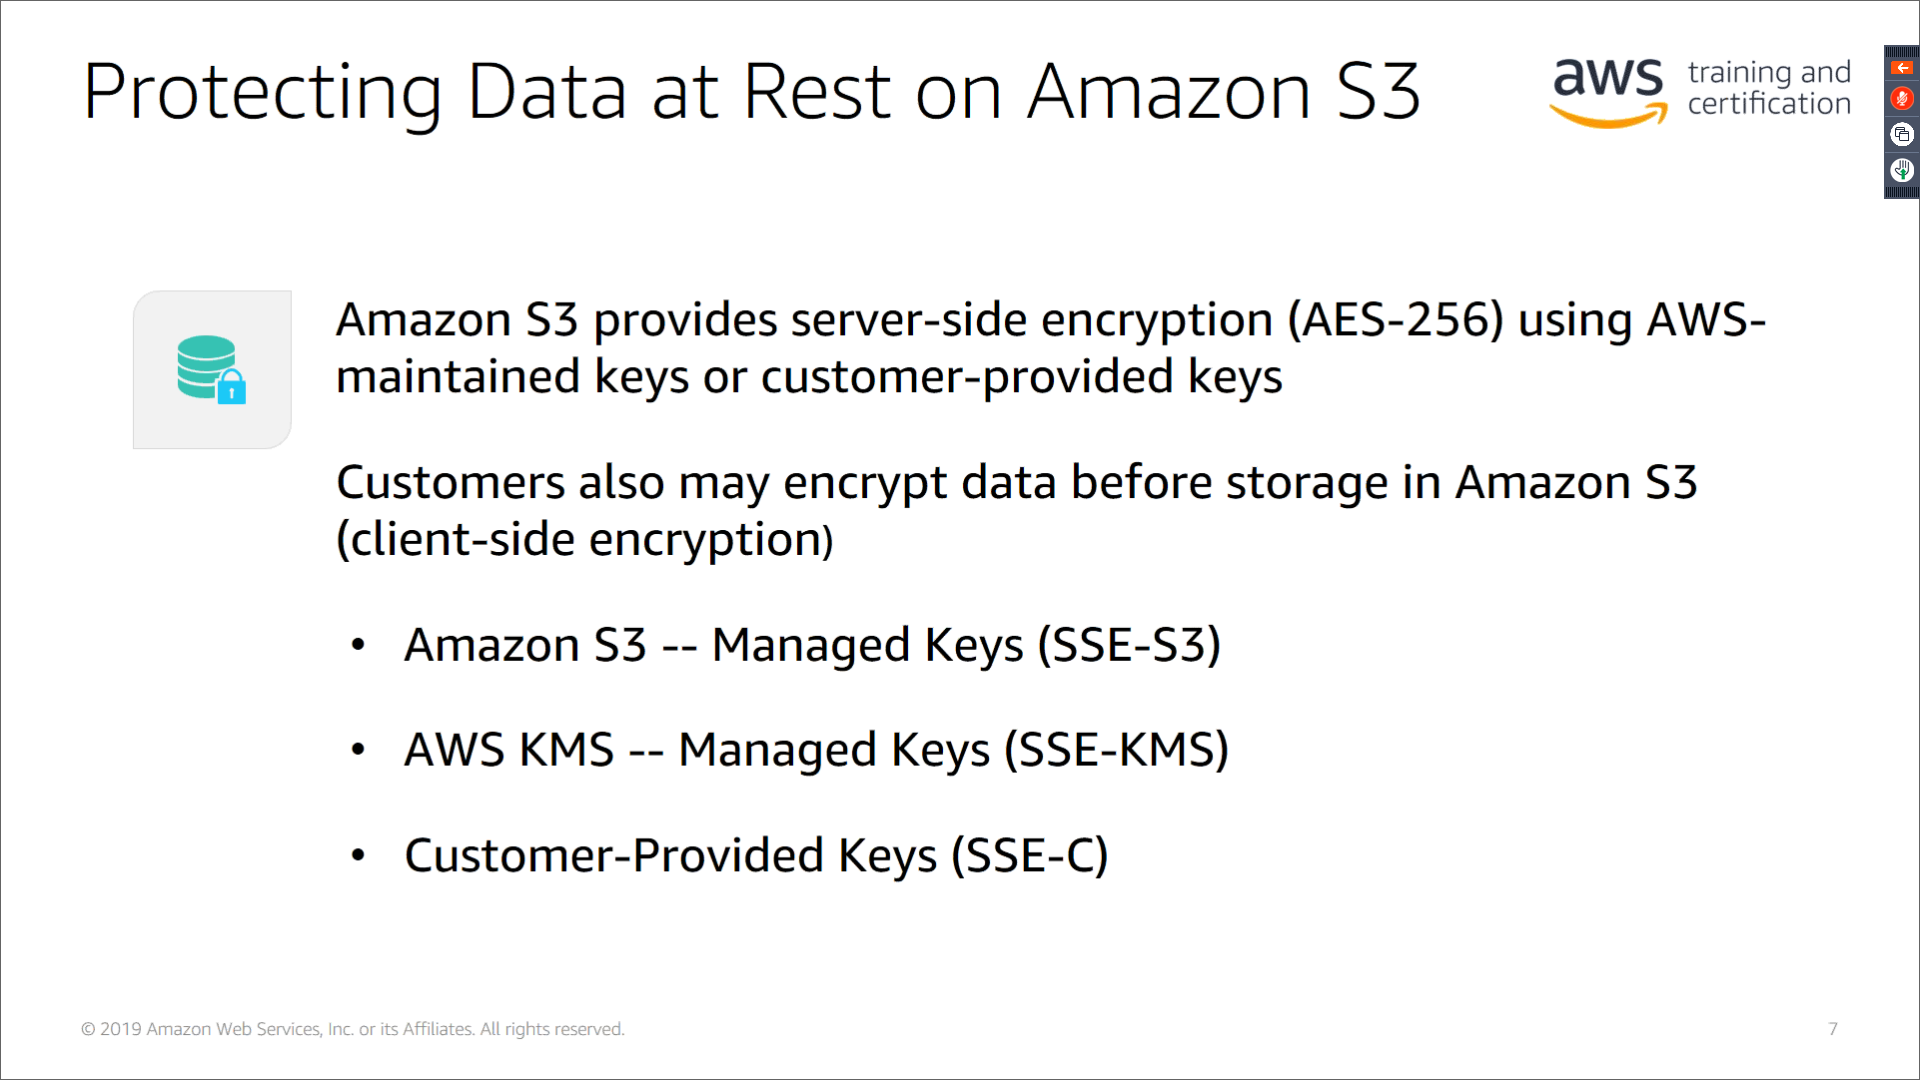 Protecting Data at Rest on Amazon S3
aws training and
certification
Amazon S3 provides server-side encryption (AES-256) using AWS-
maintained keys or customer-provided keys
Customers also may encrypt data before storage in Amazon S3
(client-side encryption)
• Amazon S3 -- Managed Keys (SSE-S3)
• AWS KMS -- Managed Keys (SSE-KMS)
• Customer-Provided Keys (SSE-C)
© 2019 Amazon Web Services, Inc. or its Affiliates. All rights reserved.
7